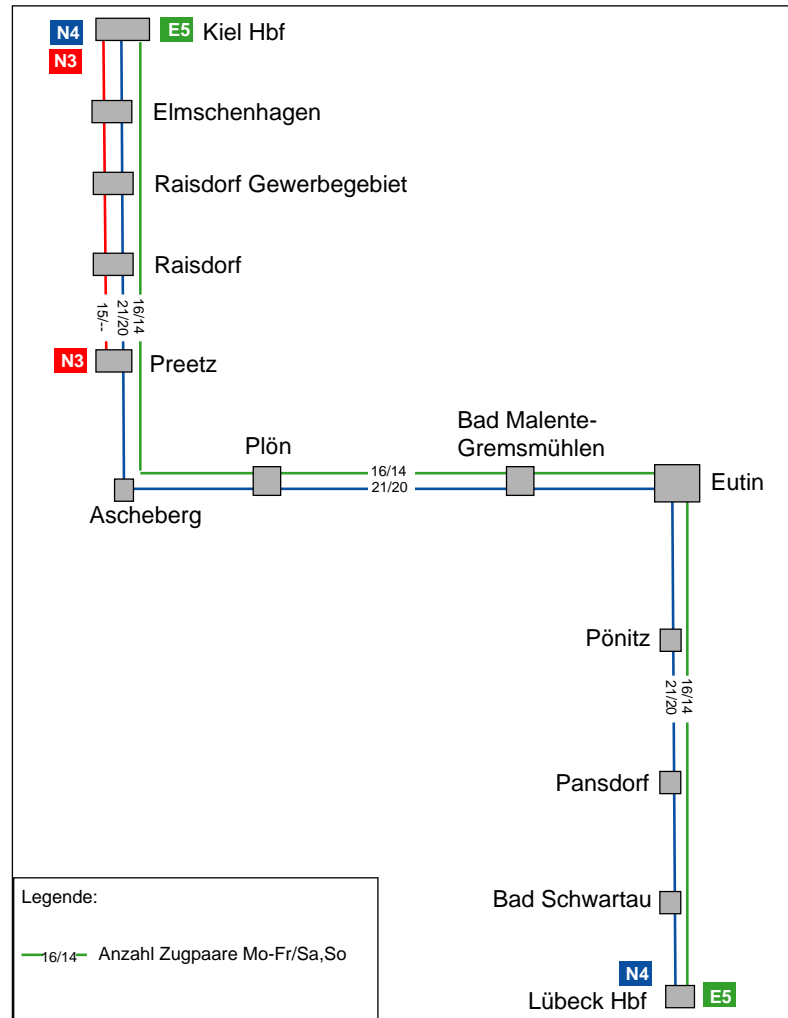 N4
E5
Kiel Hbf
N3
Elmschenhagen
Raisdorf Gewerbegebiet
Raisdorf
15/--
21/20
16/14
N3
Preetz
Bad Malente-
Gremsmühlen
Plön
16/14
21/20
Eutin
Ascheberg
Pönitz
21/20
16/14
Pansdorf
Bad Schwartau
N4
E5
Lübeck Hbf
Legende:
16/14 Anzahl Zugpaare Mo-Fr/Sa,So